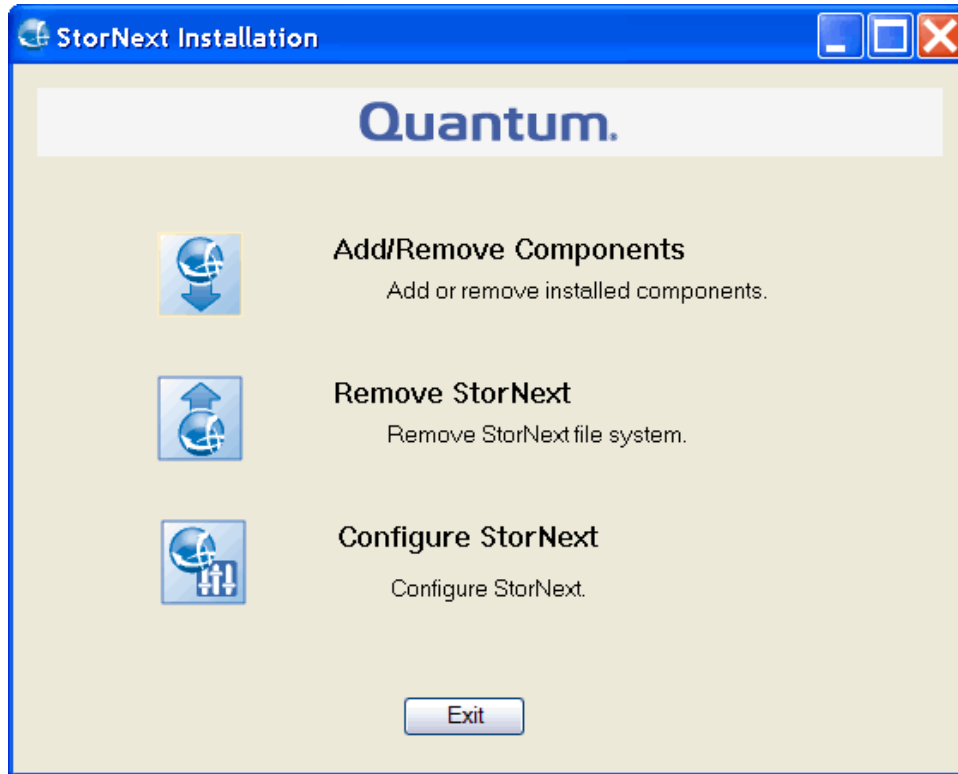 StorNext Installation
Quantum.
Add/Remove Components
Add or remove installed components.
Remove StorNext
Remove StorNext file system.
Configure StorNext
Configure StorNext.
Exit